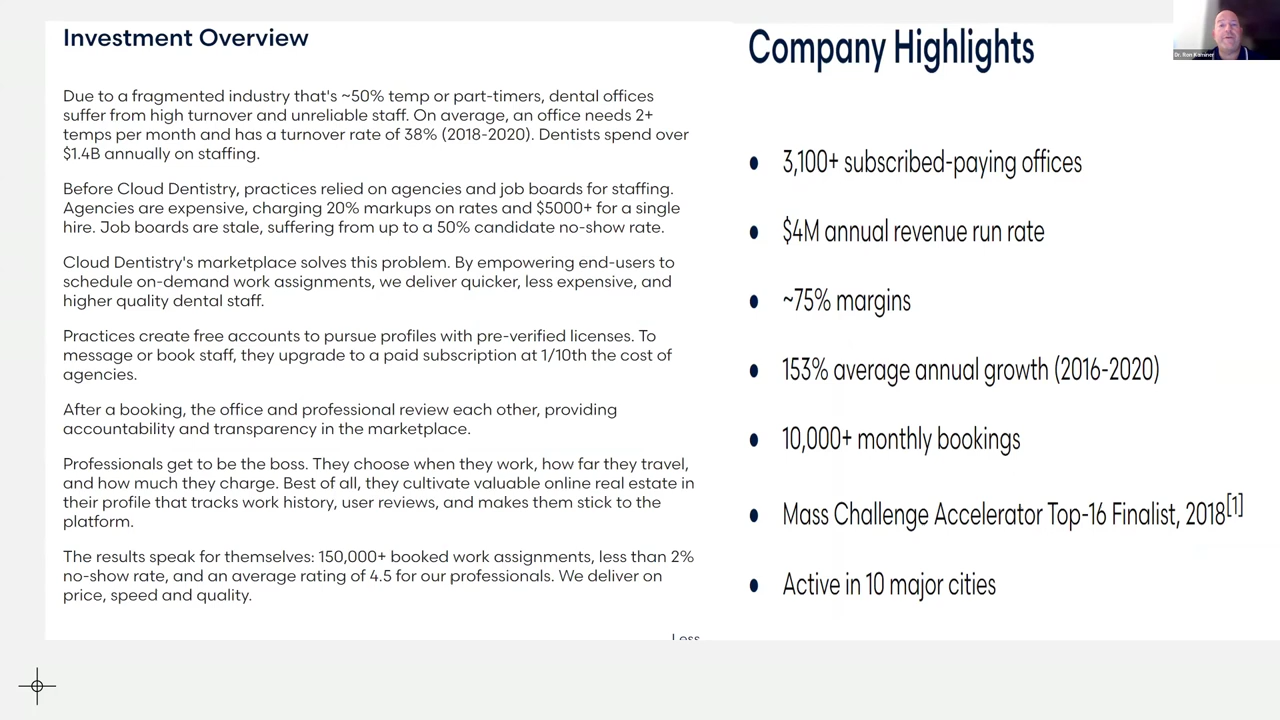 Investment Overview
Due to a fragmented industry that's ~50% temp or part-timers, dental offices
suffer from high turnover and unreliable staff. On average, an office needs 2+
temps per month and has a turnover rate of 38% (2018-2020). Dentists spend over
$1.4B annually on staffing.
Before Cloud Dentistry, practices relied on agencies and job boards for staffing.
Agencies are expensive, charging 20% markups on rates and $5000+ for a single
hire. Job boards are stale, suffering from up to a 50% candidate no-show rate.
Cloud Dentistry's marketplace solves this problem. By empowering end-users to
schedule on-demand work assignments, we deliver quicker, less expensive, and
higher quality dental staff.
Practices create free accounts to pursue profiles with pre-verified licenses. To
message or book staff, they upgrade to a paid subscription at 1/10th the cost of
agencies.
After a booking, the office and professional review each other, providing
accountability and transparency in the marketplace.
Professionals get to be the boss. They choose when they work, how far they travel,
and how much they charge. Best of all, they cultivate valuable online real estate in
their profile that tracks work history, user reviews, and makes them stick to the
platform.
The results speak for themselves: 150,000+ booked work assignments, less than 2%
no-show rate, and an average rating of 4.5 for our professionals. We deliver on
price, speed and quality.
Less
Company Highlights
• 3,100+ subscribed-paying offices
• $4M annual revenue run rate
• ~75% margins
• 153% average annual growth (2016-2020)
• 10,000+ monthly bookings
• Mass Challenge Accelerator Top-16 Finalist, 2018[1]
• Active in 10 major cities
Dr. Ron Kaminer